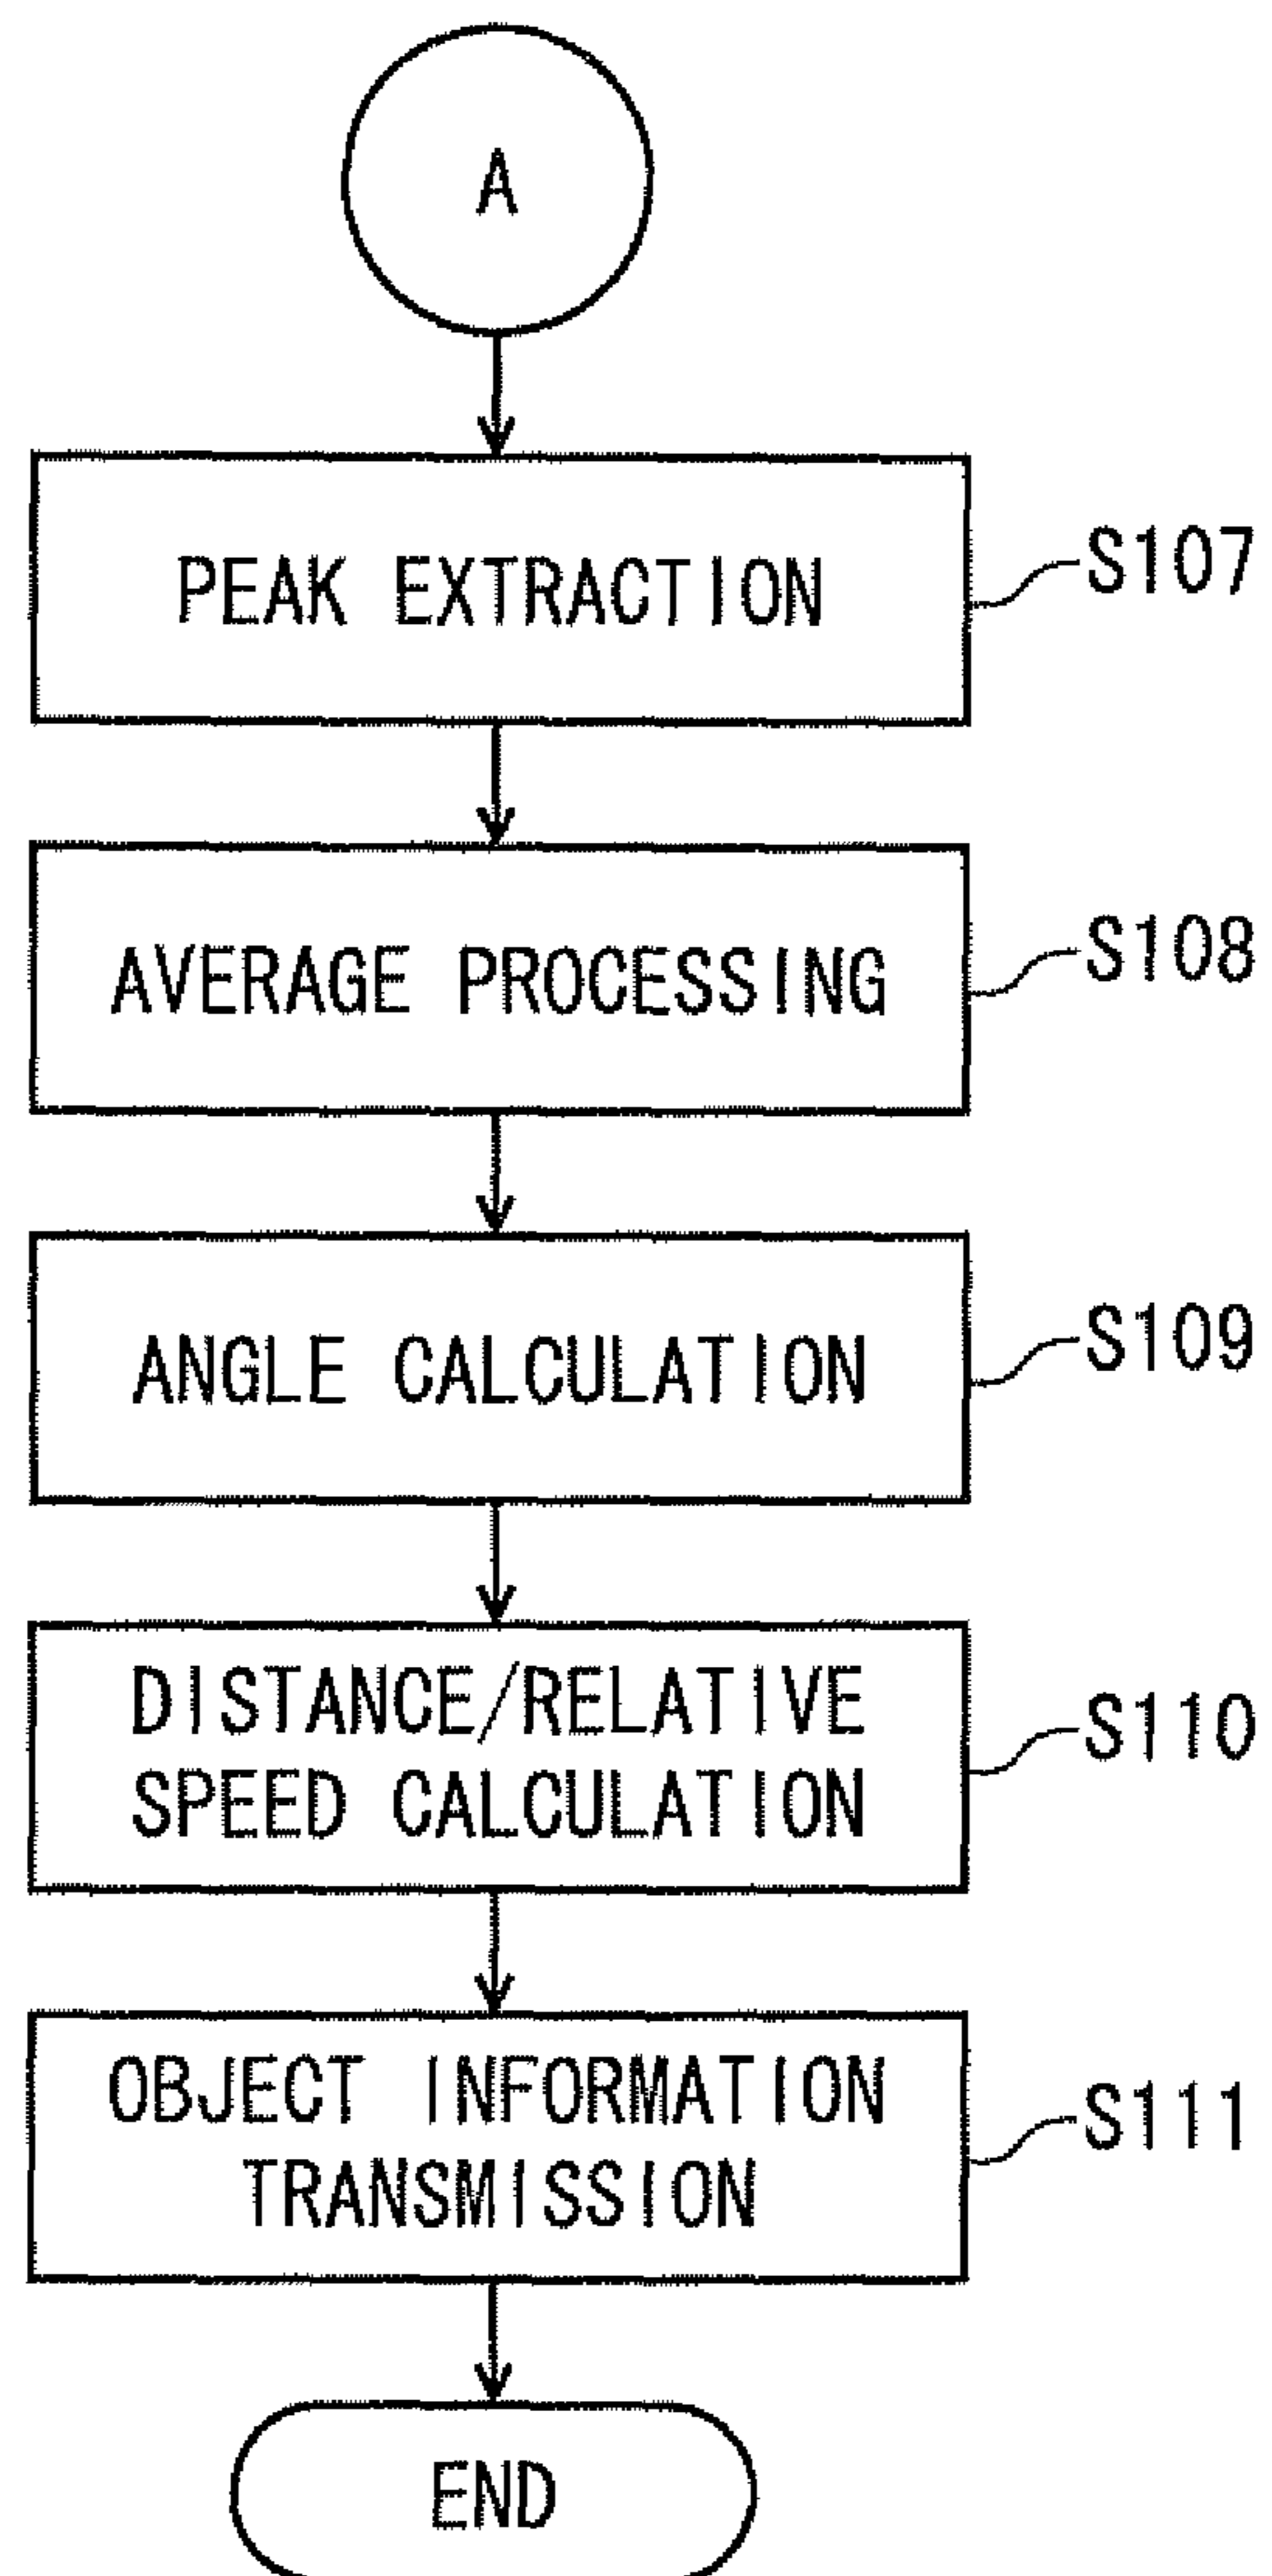 A
PEAK EXTRACTION
S107
AVERAGE PROCESSING
S108
ANGLE CALCULATION
S109
DISTANCE/RELATIVE
SPEED CALCULATION
S110
OBJECT INFORMATION
TRANSMISSION
S111
END